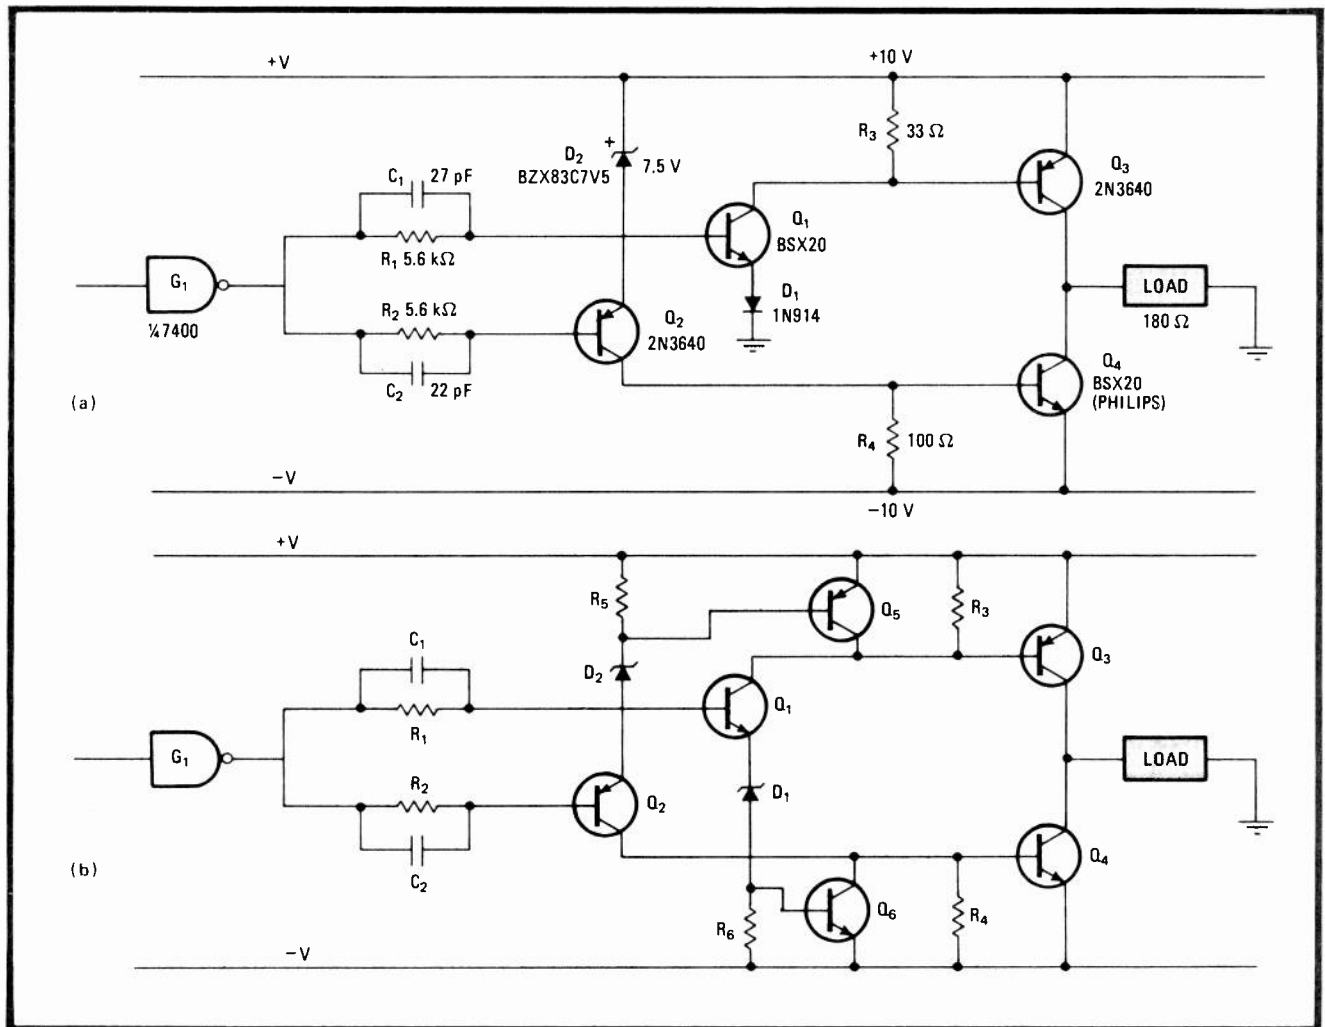 +V
+10 V
R3 33 Ω
D2
BZX83C7V5
+
7.5 V
C1 27 pF
R1 5.6 kΩ
Q1
BSX20
Q3
2N3640
G1
¼7400
R2 5.6 kΩ
C2 22 pF
Q2
2N3640
D1
1N914
LOAD
180 Ω
Q4
BSX20
(PHILIPS)
R4 100 Ω
(a)
−V
−10 V
+V
R5
Q5
R3
C1
R1
D2
Q1
Q3
G1
R2
C2
Q2
D1
LOAD
Q4
(b)
R6
Q6
R4
−V